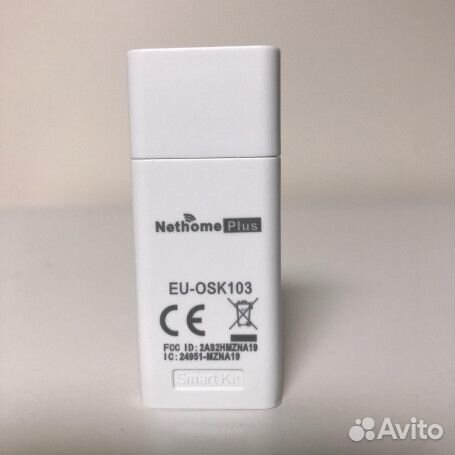 Nethome Plus
EU-OSK103
CE
FCC ID: 2AS2HMZNA19
IC: 24951-MZNA19
Smart Kit
Avito